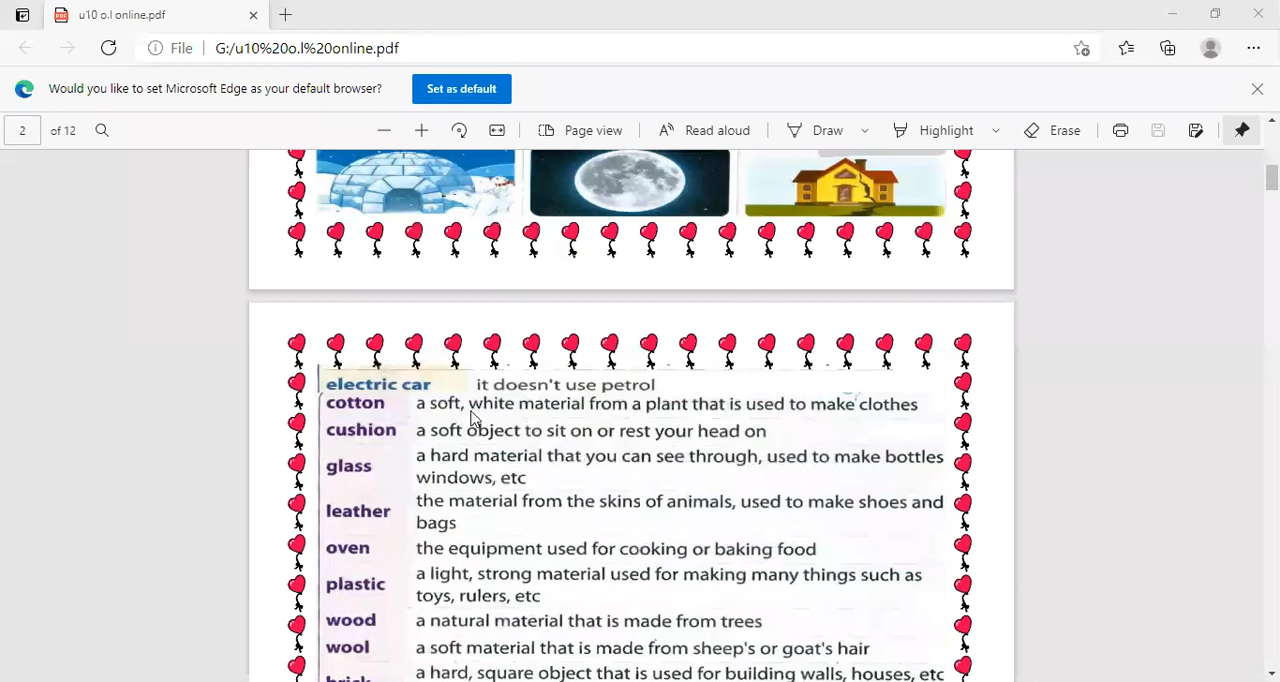 u10 o.l online.pdf
File G:/u10%20o.l%20online.pdf
Would you like to set Microsoft Edge as your default browser? Set as default
2 of 12 Page view Read aloud Draw Highlight Erase
electric car it doesn't use petrol
cotton a soft, white material from a plant that is used to make clothes
cushion a soft object to sit on or rest your head on
glass a hard material that you can see through, used to make bottles
windows, etc
leather the material from the skins of animals, used to make shoes and
bags
oven the equipment used for cooking or baking food
plastic a light, strong material used for making many things such as
toys, rulers, etc
wood a natural material that is made from trees
wool a soft material that is made from sheep's or goat's hair
brick a hard, square object that is used for building walls, houses, etc